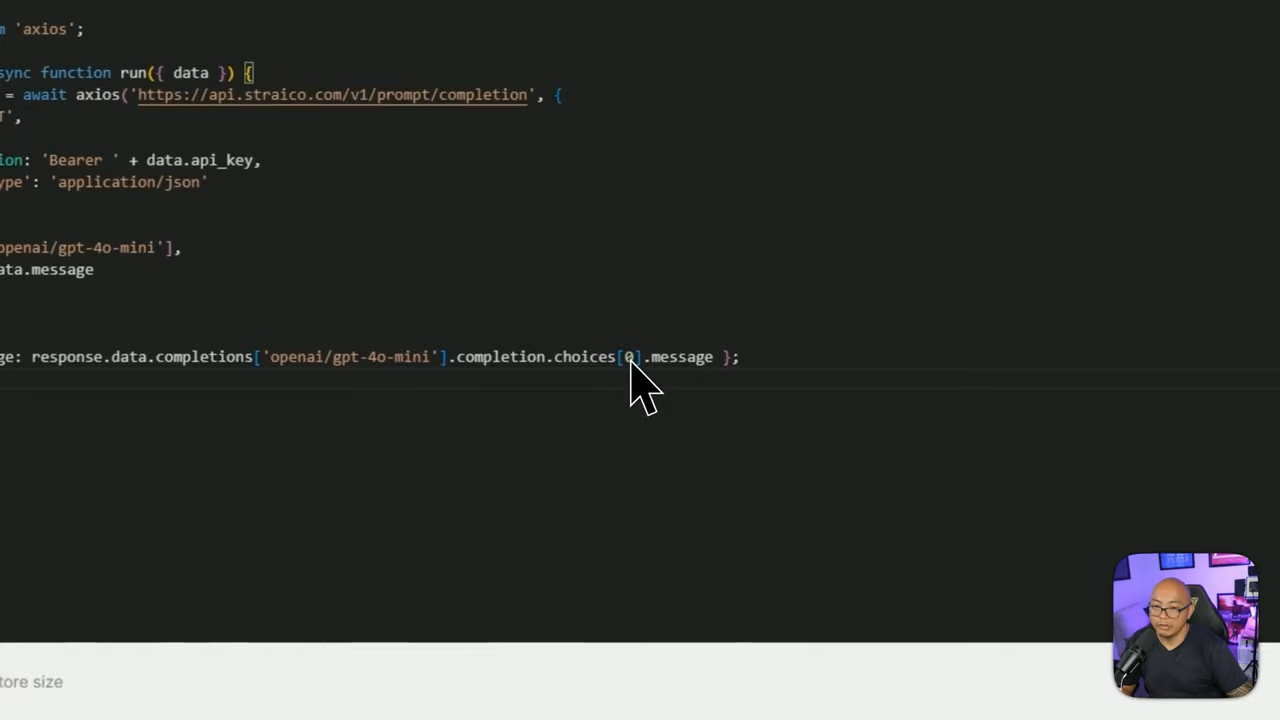 m 'axios';
sync function run({ data }) {
= await axios('https://api.straico.com/v1/prompt/completion', {
T',
ion: 'Bearer ' + data.api_key,
ype': 'application/json'
openai/gpt-4o-mini'],
ata.message
ge: response.data.completions['openai/gpt-4o-mini'].completion.choices[0].message };
tore size